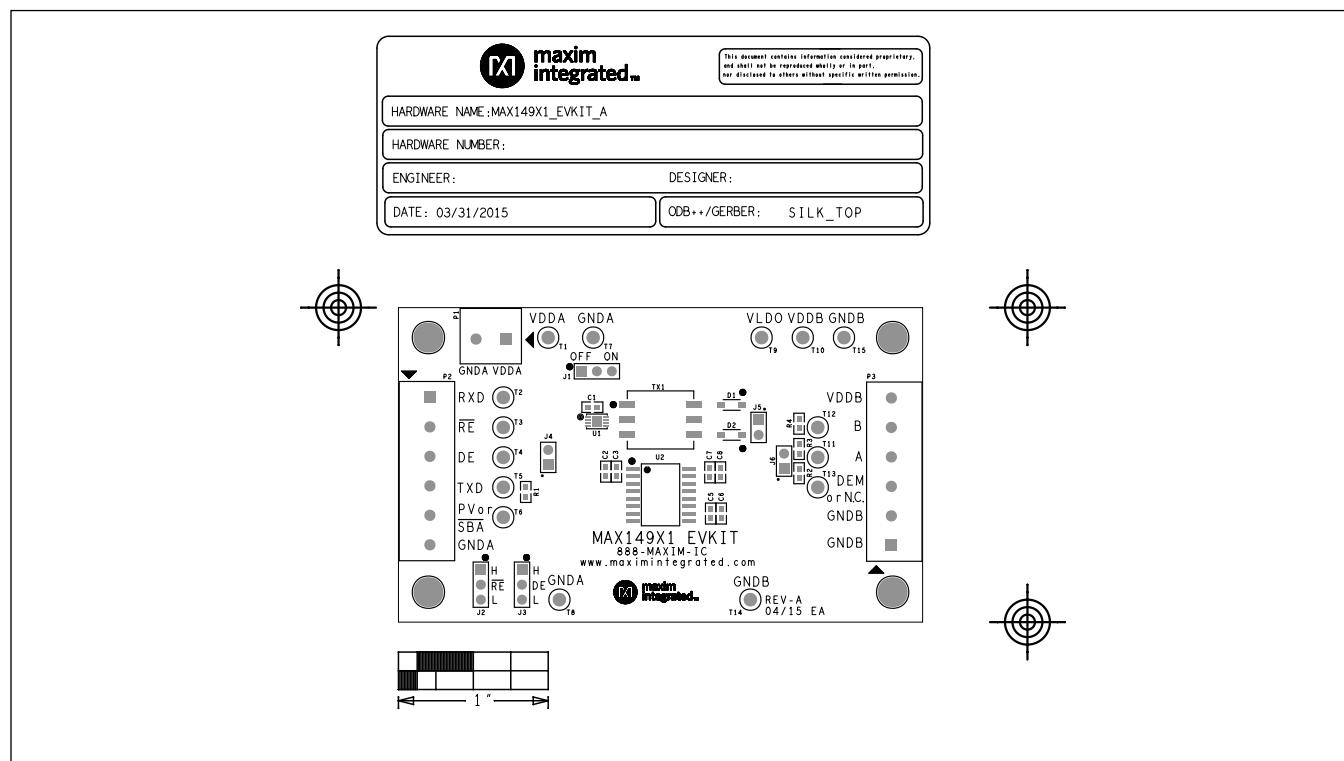 maxim
integrated™
This document contains information considered proprietary,
and shall not be reproduced wholly or in part,
nor disclosed to others without specific written permission.
HARDWARE NAME:MAX149X1_EVKIT_A
HARDWARE NUMBER:
ENGINEER: DESIGNER:
DATE: 03/31/2015 ODB++/GERBER: SILK_TOP
P1
VDDA GNDA
T1 T7
VLDO VDDB GNDB
T9 T10 T15
OFF ON
J1
GNDA VDDA
P2
RXD T2
RE T3
DE T4
TXD T5
PVor
SBA T6
GNDA
J4
R1
C1
U1
TX1
D1
D2
J5
C2 C3
U2
C7 C8
C5 C6
P3
VDDB
T12
B
R4
R3
T11
A
J6
R2
T13
DEM
or N.C.
GNDB
GNDB
MAX149X1 EVKIT
888-MAXIM-IC
www.maximintegrated.com
H
RE
L
J2
H
DE
L
J3
GNDA
T8
maxim
integrated™
GNDB
T14
REV-A
04/15 EA
1"